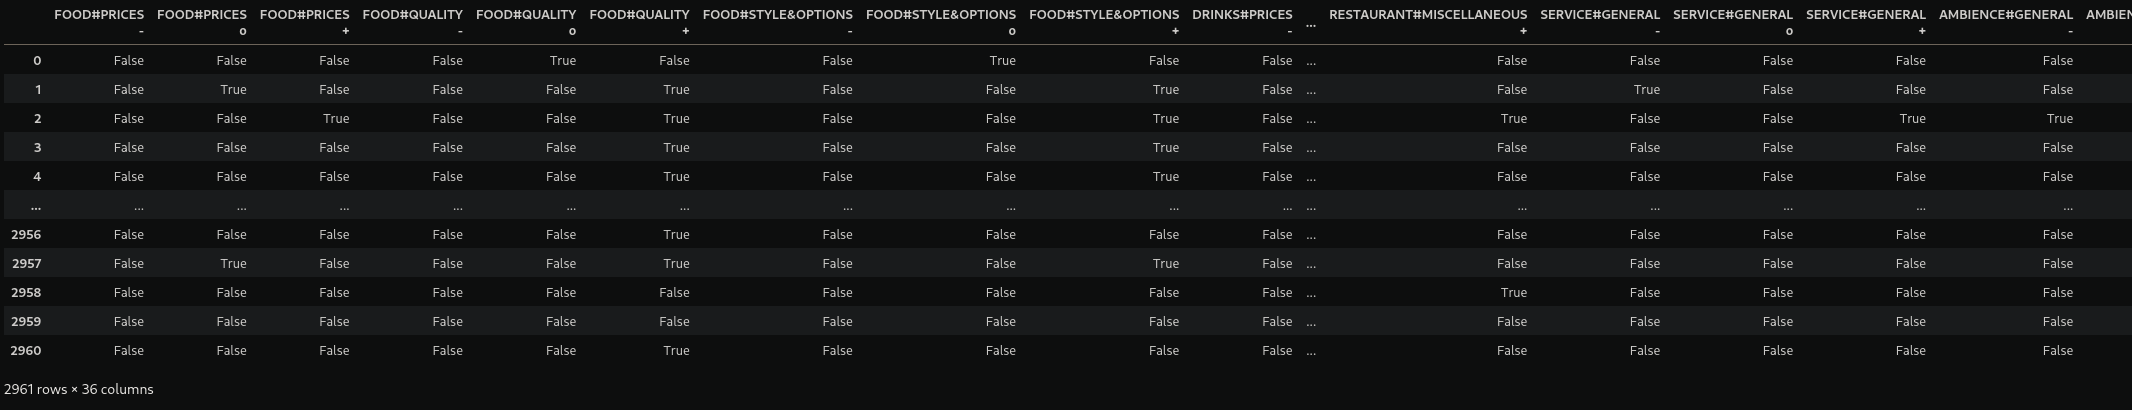 FOOD#PRICES FOOD#PRICES FOOD#PRICES FOOD#QUALITY FOOD#QUALITY FOOD#QUALITY FOOD#STYLE&OPTIONS FOOD#STYLE&OPTIONS FOOD#STYLE&OPTIONS DRINKS#PRICES ... RESTAURANT#MISCELLANEOUS SERVICE#GENERAL SERVICE#GENERAL SERVICE#GENERAL AMBIENCE#GENERAL AMBIEN
- o + - o + - o + - + - o + -
0 False False False False True False False True False False ... False False False False False
1 False True False False False True False False True False ... False True False False False
2 False False True False False True False False True False ... True False False True True
3 False False False False False True False False True False ... False False False False False
4 False False False False False True False False True False ... False False False False False
... ... ... ... ... ... ... ... ... ... ... ... ... ... ... ... ...
2956 False False False False False True False False False False ... False False False False False
2957 False True False False False True False False True False ... False False False False False
2958 False False False False False False False False False False ... True False False False False
2959 False False False False False False False False False False ... False False False False False
2960 False False False False False True False False False False ... False False False False False
2961 rows × 36 columns